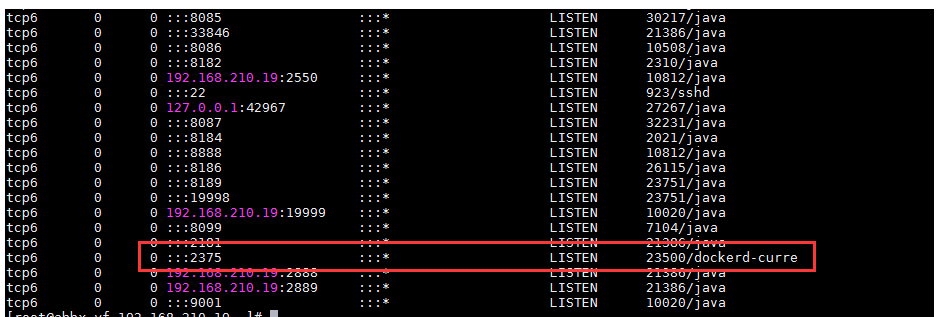 tcp6 0 0 :::8085 :::* LISTEN 30217/java
tcp6 0 0 :::33846 :::* LISTEN 21386/java
tcp6 0 0 :::8086 :::* LISTEN 10508/java
tcp6 0 0 :::8182 :::* LISTEN 2310/java
tcp6 0 0 192.168.210.19:2550 :::* LISTEN 10812/java
tcp6 0 0 :::22 :::* LISTEN 923/sshd
tcp6 0 0 127.0.0.1:42967 :::* LISTEN 27267/java
tcp6 0 0 :::8087 :::* LISTEN 32231/java
tcp6 0 0 :::8184 :::* LISTEN 2021/java
tcp6 0 0 :::8888 :::* LISTEN 10812/java
tcp6 0 0 :::8186 :::* LISTEN 26115/java
tcp6 0 0 :::8189 :::* LISTEN 23751/java
tcp6 0 0 :::19998 :::* LISTEN 23751/java
tcp6 0 0 192.168.210.19:19999 :::* LISTEN 10020/java
tcp6 0 0 :::8099 :::* LISTEN 7104/java
tcp6 0 0 :::2181 :::* LISTEN 21386/java
tcp6 0 0 :::2375 :::* LISTEN 23500/dockerd-curre
tcp6 0 0 192.168.210.19:2888 :::* LISTEN 21386/java
tcp6 0 0 192.168.210.19:2889 :::* LISTEN 21386/java
tcp6 0 0 :::9001 :::* LISTEN 10020/java